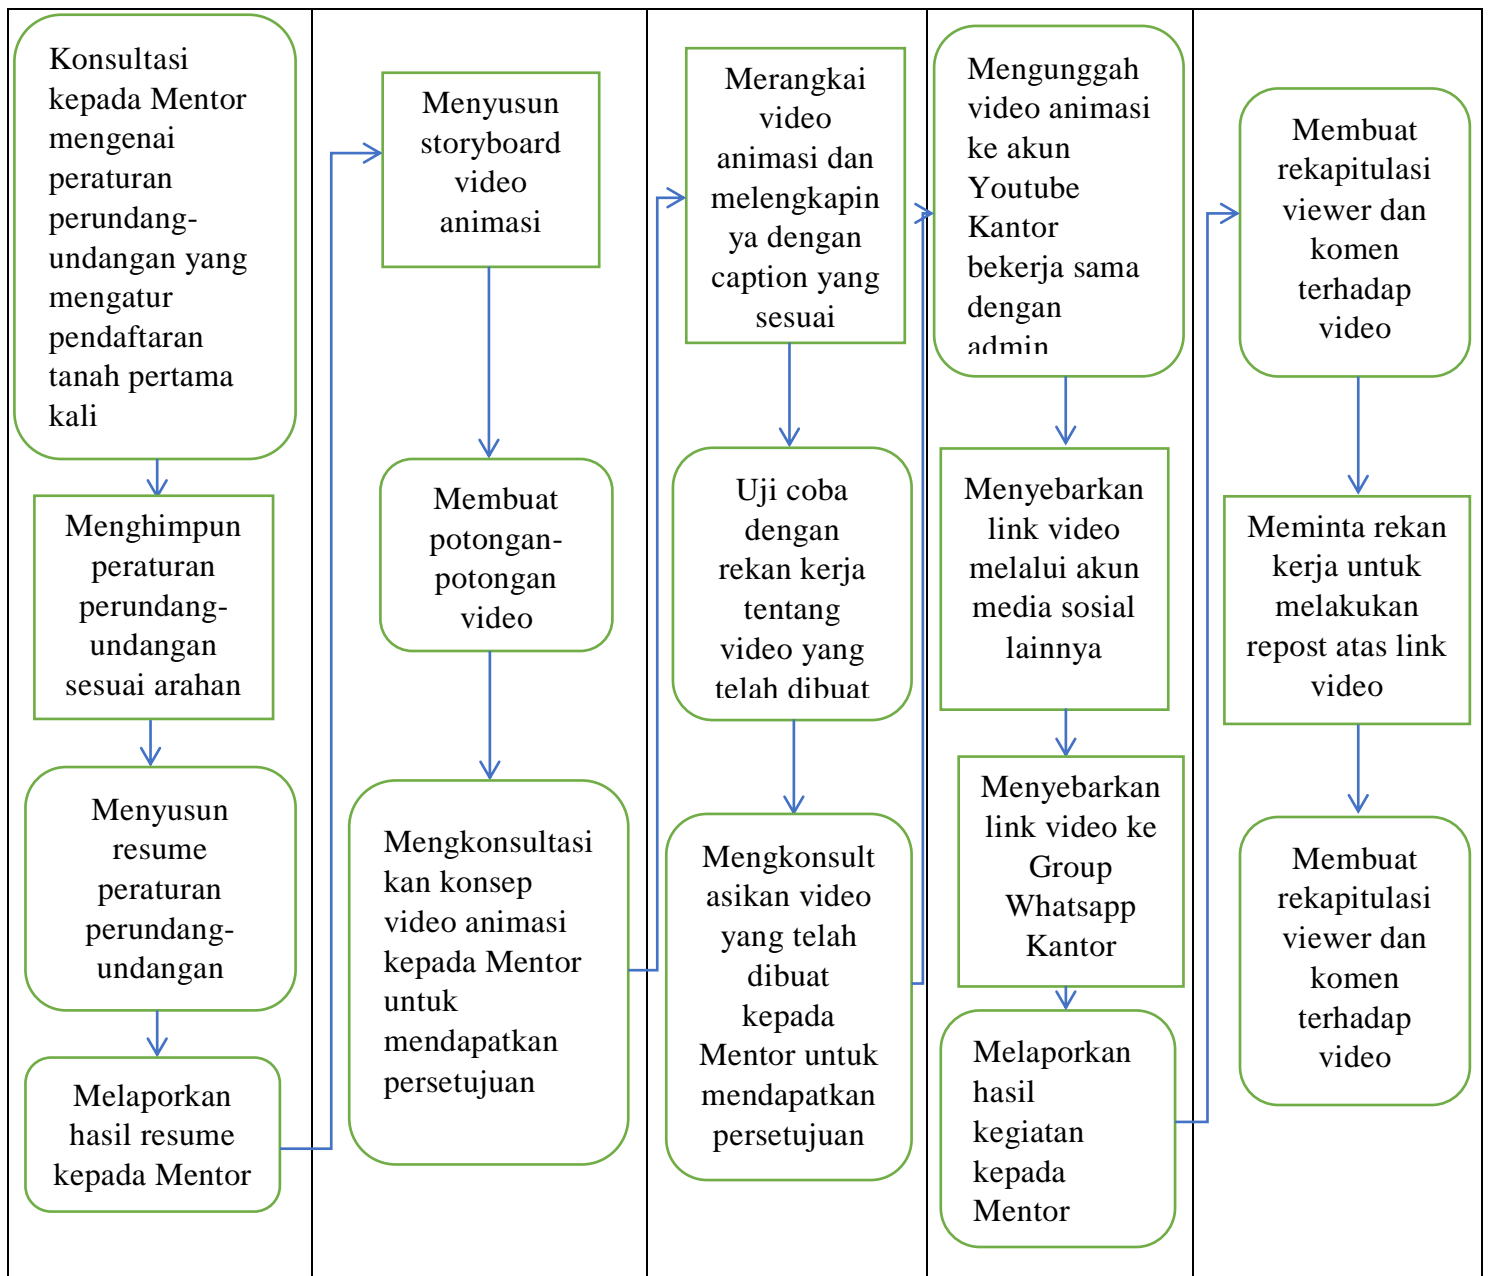 Konsultasi
kepada Mentor
mengenai
peraturan
perundang-
undangan yang
mengatur
pendaftaran
tanah pertama
kali
Menghimpun
peraturan
perundang-
undangan
sesuai arahan
Menyusun
resume
peraturan
perundang-
undangan
Melaporkan
hasil resume
kepada Mentor
Menyusun
storyboard
video
animasi
Membuat
potongan-
potongan
video
Mengkonsultasi
kan konsep
video animasi
kepada Mentor
untuk
mendapatkan
persetujuan
Merangkai
video
animasi dan
melengkapin
ya dengan
caption yang
sesuai
Uji coba
dengan
rekan kerja
tentang
video yang
telah dibuat
Mengkonsult
asikan video
yang telah
dibuat
kepada
Mentor untuk
mendapatkan
persetujuan
Mengunggah
video animasi
ke akun
Youtube
Kantor
bekerja sama
dengan
admin
Menyebarkan
link video
melalui akun
media sosial
lainnya
Menyebarkan
link video ke
Group
Whatsapp
Kantor
Melaporkan
hasil
kegiatan
kepada
Mentor
Membuat
rekapitulasi
viewer dan
komen
terhadap
video
Meminta rekan
kerja untuk
melakukan
repost atas link
video
Membuat
rekapitulasi
viewer dan
komen
terhadap
video